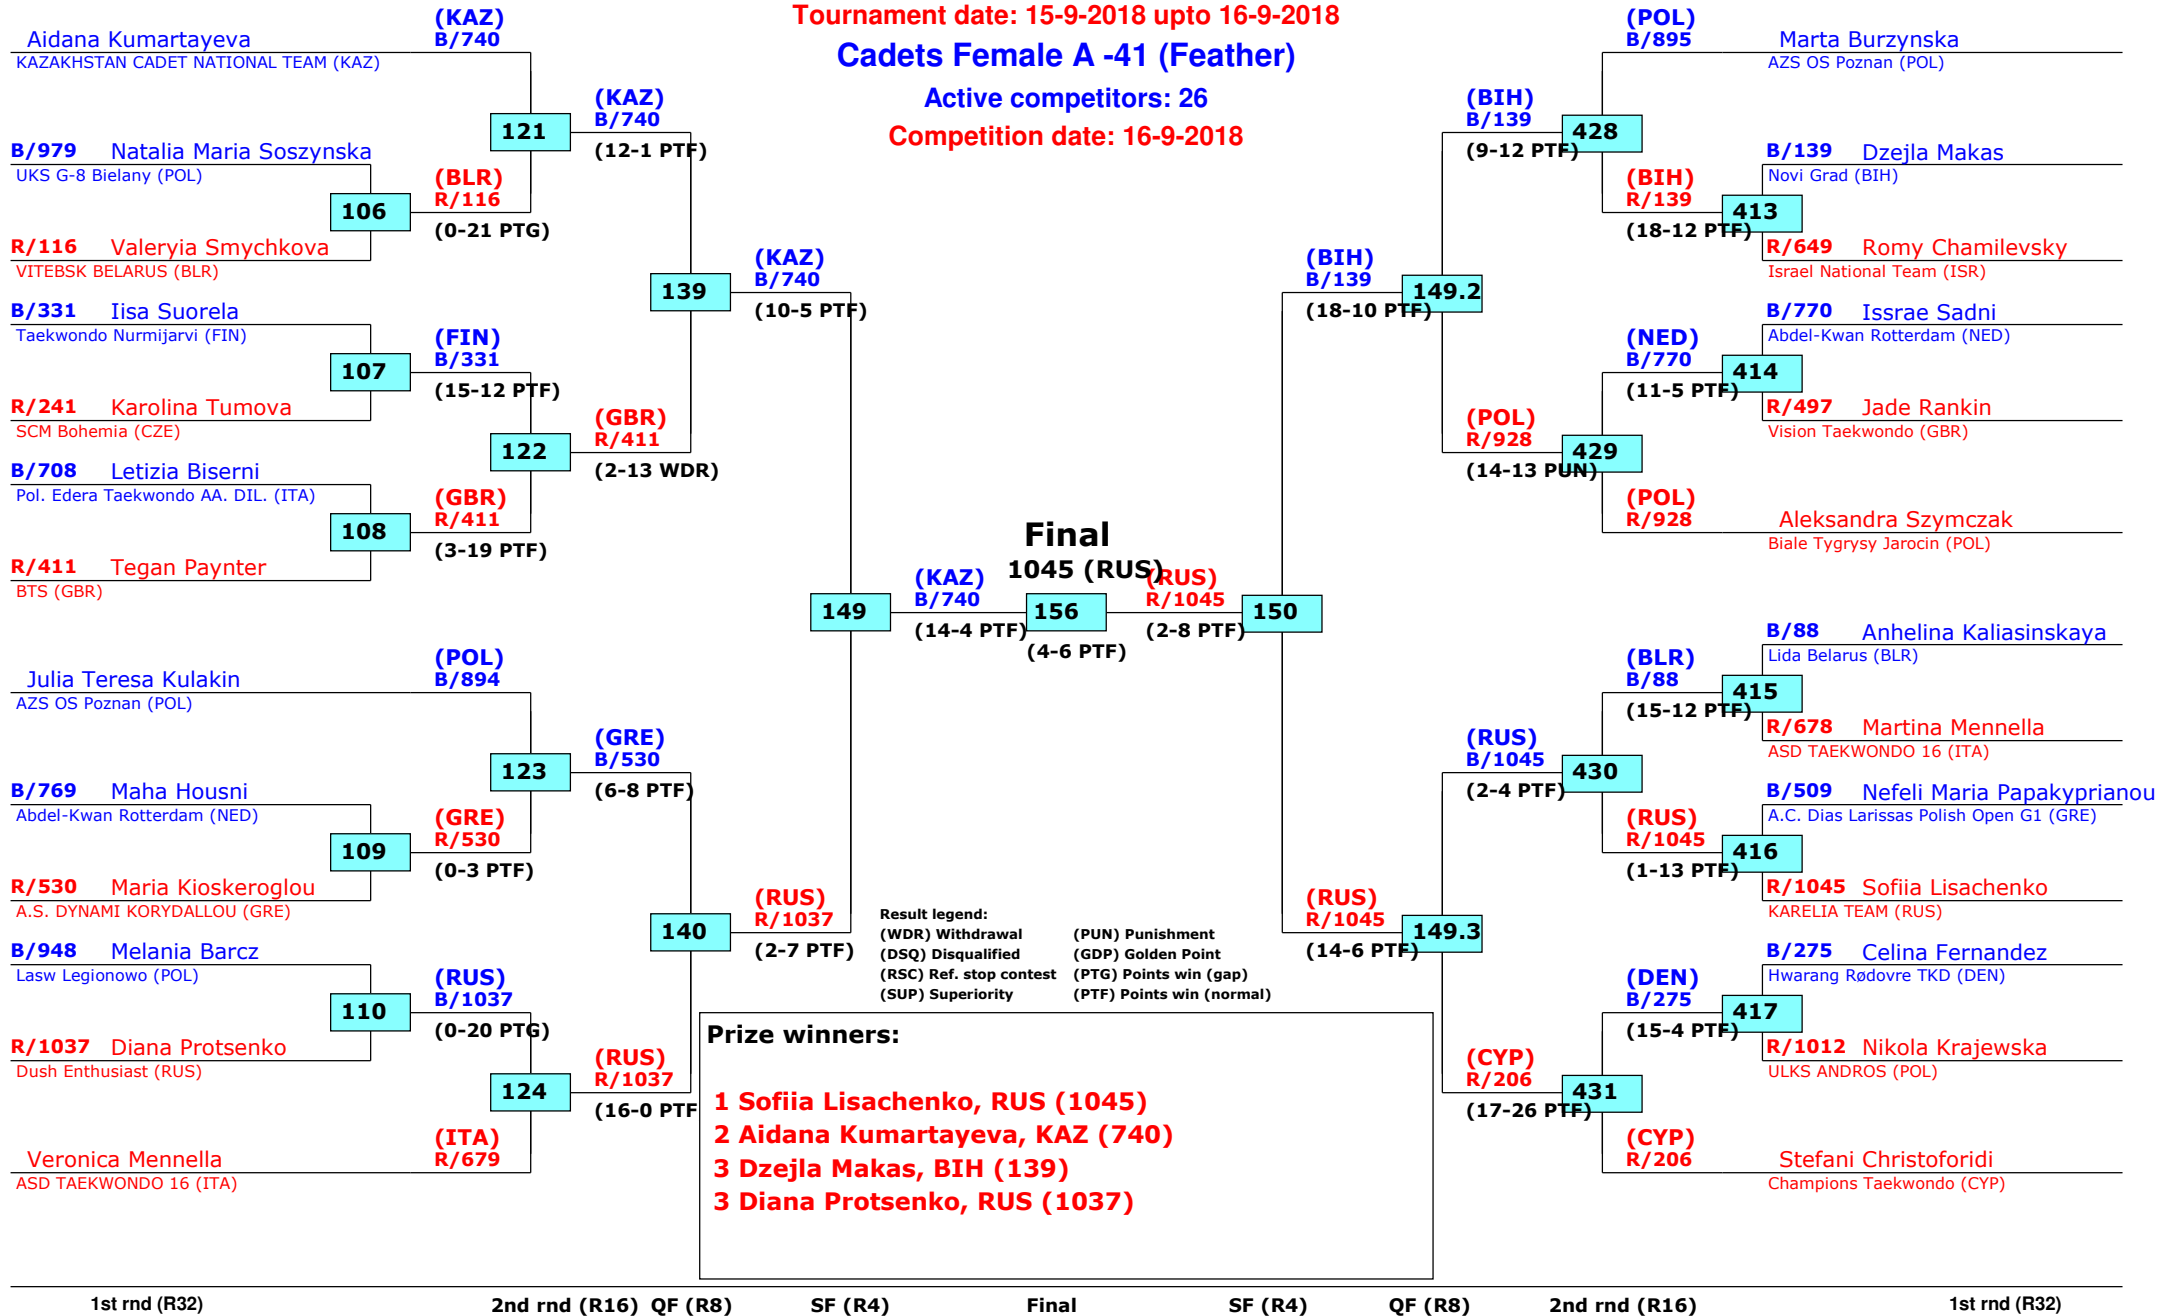 Tournament date: 15-9-2018 upto 16-9-2018
Cadets Female A -41 (Feather)
Active competitors: 26
Competition date: 16-9-2018
Aidana Kumartayeva
KAZAKHSTAN CADET NATIONAL TEAM (KAZ)
(KAZ)
B/740
B/979 Natalia Maria Soszynska
UKS G-8 Bielany (POL)
106
R/116 Valeryia Smychkova
VITEBSK BELARUS (BLR)
(BLR)
R/116
(0-21 PTG)
121
(KAZ)
B/740
(12-1 PTF)
B/331 Iisa Suorela
Taekwondo Nurmijarvi (FIN)
107
R/241 Karolina Tumova
SCM Bohemia (CZE)
(FIN)
B/331
(15-12 PTF)
B/708 Letizia Biserni
Pol. Edera Taekwondo AA. DIL. (ITA)
108
R/411 Tegan Paynter
BTS (GBR)
(GBR)
R/411
(3-19 PTF)
122
(GBR)
R/411
(2-13 WDR)
139
(KAZ)
B/740
(10-5 PTF)
Julia Teresa Kulakin
AZS OS Poznan (POL)
(POL)
B/894
B/769 Maha Housni
Abdel-Kwan Rotterdam (NED)
109
R/530 Maria Kioskeroglou
A.S. DYNAMI KORYDALLOU (GRE)
(GRE)
R/530
(0-3 PTF)
123
(GRE)
B/530
(6-8 PTF)
B/948 Melania Barcz
Lasw Legionowo (POL)
110
R/1037 Diana Protsenko
Dush Enthusiast (RUS)
(RUS)
B/1037
(0-20 PTG)
Veronica Mennella
ASD TAEKWONDO 16 (ITA)
(ITA)
R/679
124
(RUS)
R/1037
(16-0 PTF
140
(RUS)
R/1037
(2-7 PTF)
149
(KAZ)
B/740
(14-4 PTF)
Final
1045 (RUS)
156
(4-6 PTF)
(RUS)
R/1045
(2-8 PTF)
150
(BIH)
B/139
(18-10 PTF)
149.2
(BIH)
B/139
(9-12 PTF)
428
(POL)
B/895
Marta Burzynska
AZS OS Poznan (POL)
(BIH)
R/139
(18-12 PTF)
413
B/139 Dzejla Makas
Novi Grad (BIH)
R/649 Romy Chamilevsky
Israel National Team (ISR)
(NED)
B/770
(11-5 PTF)
414
B/770 Issrae Sadni
Abdel-Kwan Rotterdam (NED)
R/497 Jade Rankin
Vision Taekwondo (GBR)
(POL)
R/928
(14-13 PUN)
429
(POL)
R/928
Aleksandra Szymczak
Biale Tygrysy Jarocin (POL)
(BLR)
B/88
(15-12 PTF)
415
B/88 Anhelina Kaliasinskaya
Lida Belarus (BLR)
R/678 Martina Mennella
ASD TAEKWONDO 16 (ITA)
(RUS)
B/1045
(2-4 PTF)
430
(RUS)
R/1045
(1-13 PTF)
416
B/509 Nefeli Maria Papakyprianou
A.C. Dias Larissas Polish Open G1 (GRE)
R/1045 Sofiia Lisachenko
KARELIA TEAM (RUS)
(RUS)
R/1045
(14-6 PTF)
149.3
(DEN)
B/275
(15-4 PTF)
417
B/275 Celina Fernandez
Hwarang Rødovre TKD (DEN)
R/1012 Nikola Krajewska
ULKS ANDROS (POL)
(CYP)
R/206
(17-26 PTF)
431
(CYP)
R/206
Stefani Christoforidi
Champions Taekwondo (CYP)
Result legend:
(WDR) Withdrawal (PUN) Punishment
(DSQ) Disqualified (GDP) Golden Point
(RSC) Ref. stop contest (PTG) Points win (gap)
(SUP) Superiority (PTF) Points win (normal)
Prize winners:
1 Sofiia Lisachenko, RUS (1045)
2 Aidana Kumartayeva, KAZ (740)
3 Dzejla Makas, BIH (139)
3 Diana Protsenko, RUS (1037)
1st rnd (R32) 2nd rnd (R16) QF (R8) SF (R4) Final SF (R4) QF (R8) 2nd rnd (R16) 1st rnd (R32)